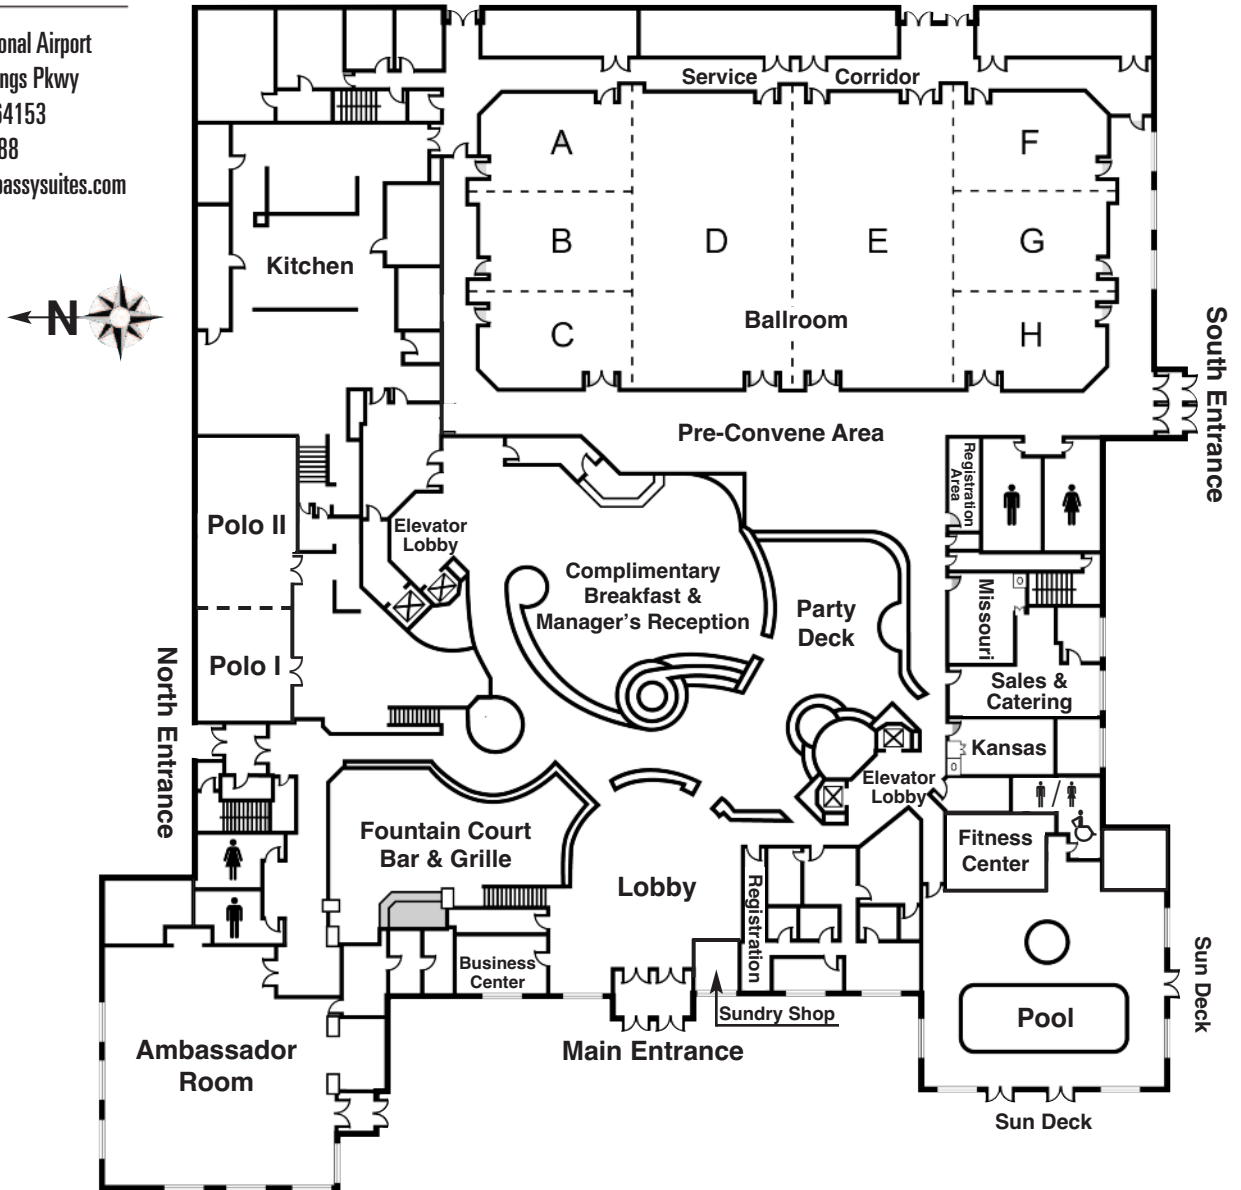 onal Airport
ngs Pkwy
64153
88
bassysuites.com
N
Service Corridor
A
F
B
D
E
G
Kitchen
Ballroom
C
H
South Entrance
Pre-Convene Area
Registration
Area
Polo II
Elevator
Lobby
Complimentary
Breakfast &
Manager's Reception
Party
Deck
Missouri
Polo I
Sales &
Catering
North Entrance
Kansas
Elevator
Lobby
/
Fountain Court
Bar & Grille
Fitness
Center
Lobby
Registration
Business
Center
Sun Deck
Sundry Shop
Pool
Ambassador
Room
Main Entrance
Sun Deck